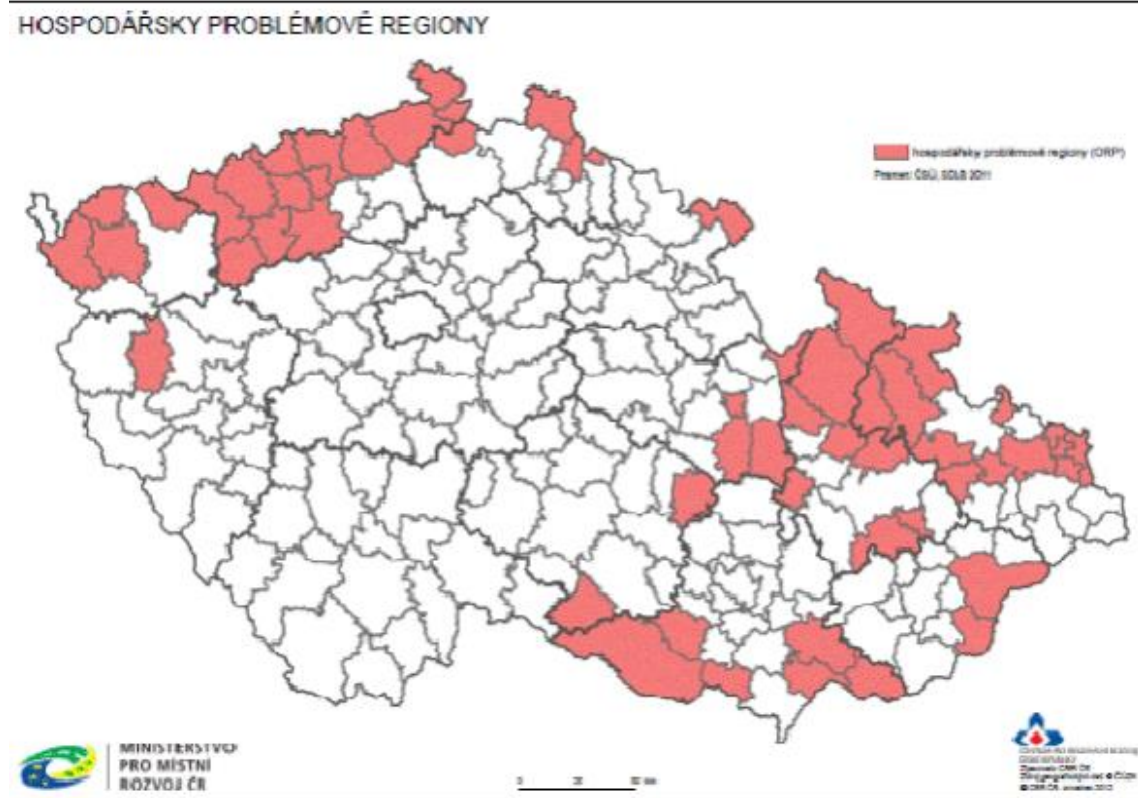 HOSPODÁŘSKY PROBLÉMOVÉ REGIONY
hospodářsky problémové regiony (ORP)
Pramen: ČSÚ, SDLB 2011
MINISTERSTVO
PRO MÍSTNÍ
ROZVOJ ČR